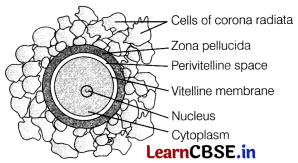 Cells of corona radiata
Zona pellucida
Perivitelline space
Vitelline membrane
Nucleus
Cytoplasm
LearnCBSE.in